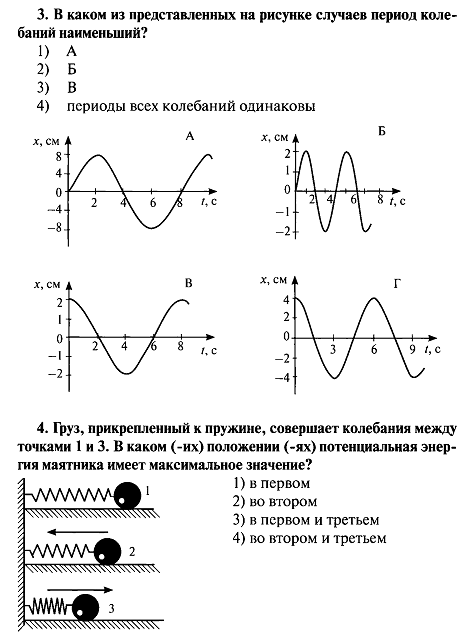 3. В каком из представленных на рисунке случаев период коле-
баний наименьший?
1) А
2) Б
3) В
4) периоды всех колебаний одинаковы
А
x, см
8
4
0
−4
−8
2 4 6 8 t, с
Б
x, см
2
1
0
−1
−2
2 4 6 8 t, с
В
x, см
2
1
0
−1
−2
2 4 6 8 t, с
Г
x, см
4
2
0
−2
−4
3 6 9 t, с
4. Груз, прикрепленный к пружине, совершает колебания между
точками 1 и 3. В каком (-их) положении (-ях) потенциальная энер-
гия маятника имеет максимальное значение?
1) в первом
2) во втором
3) в первом и третьем
4) во втором и третьем
1
2
3